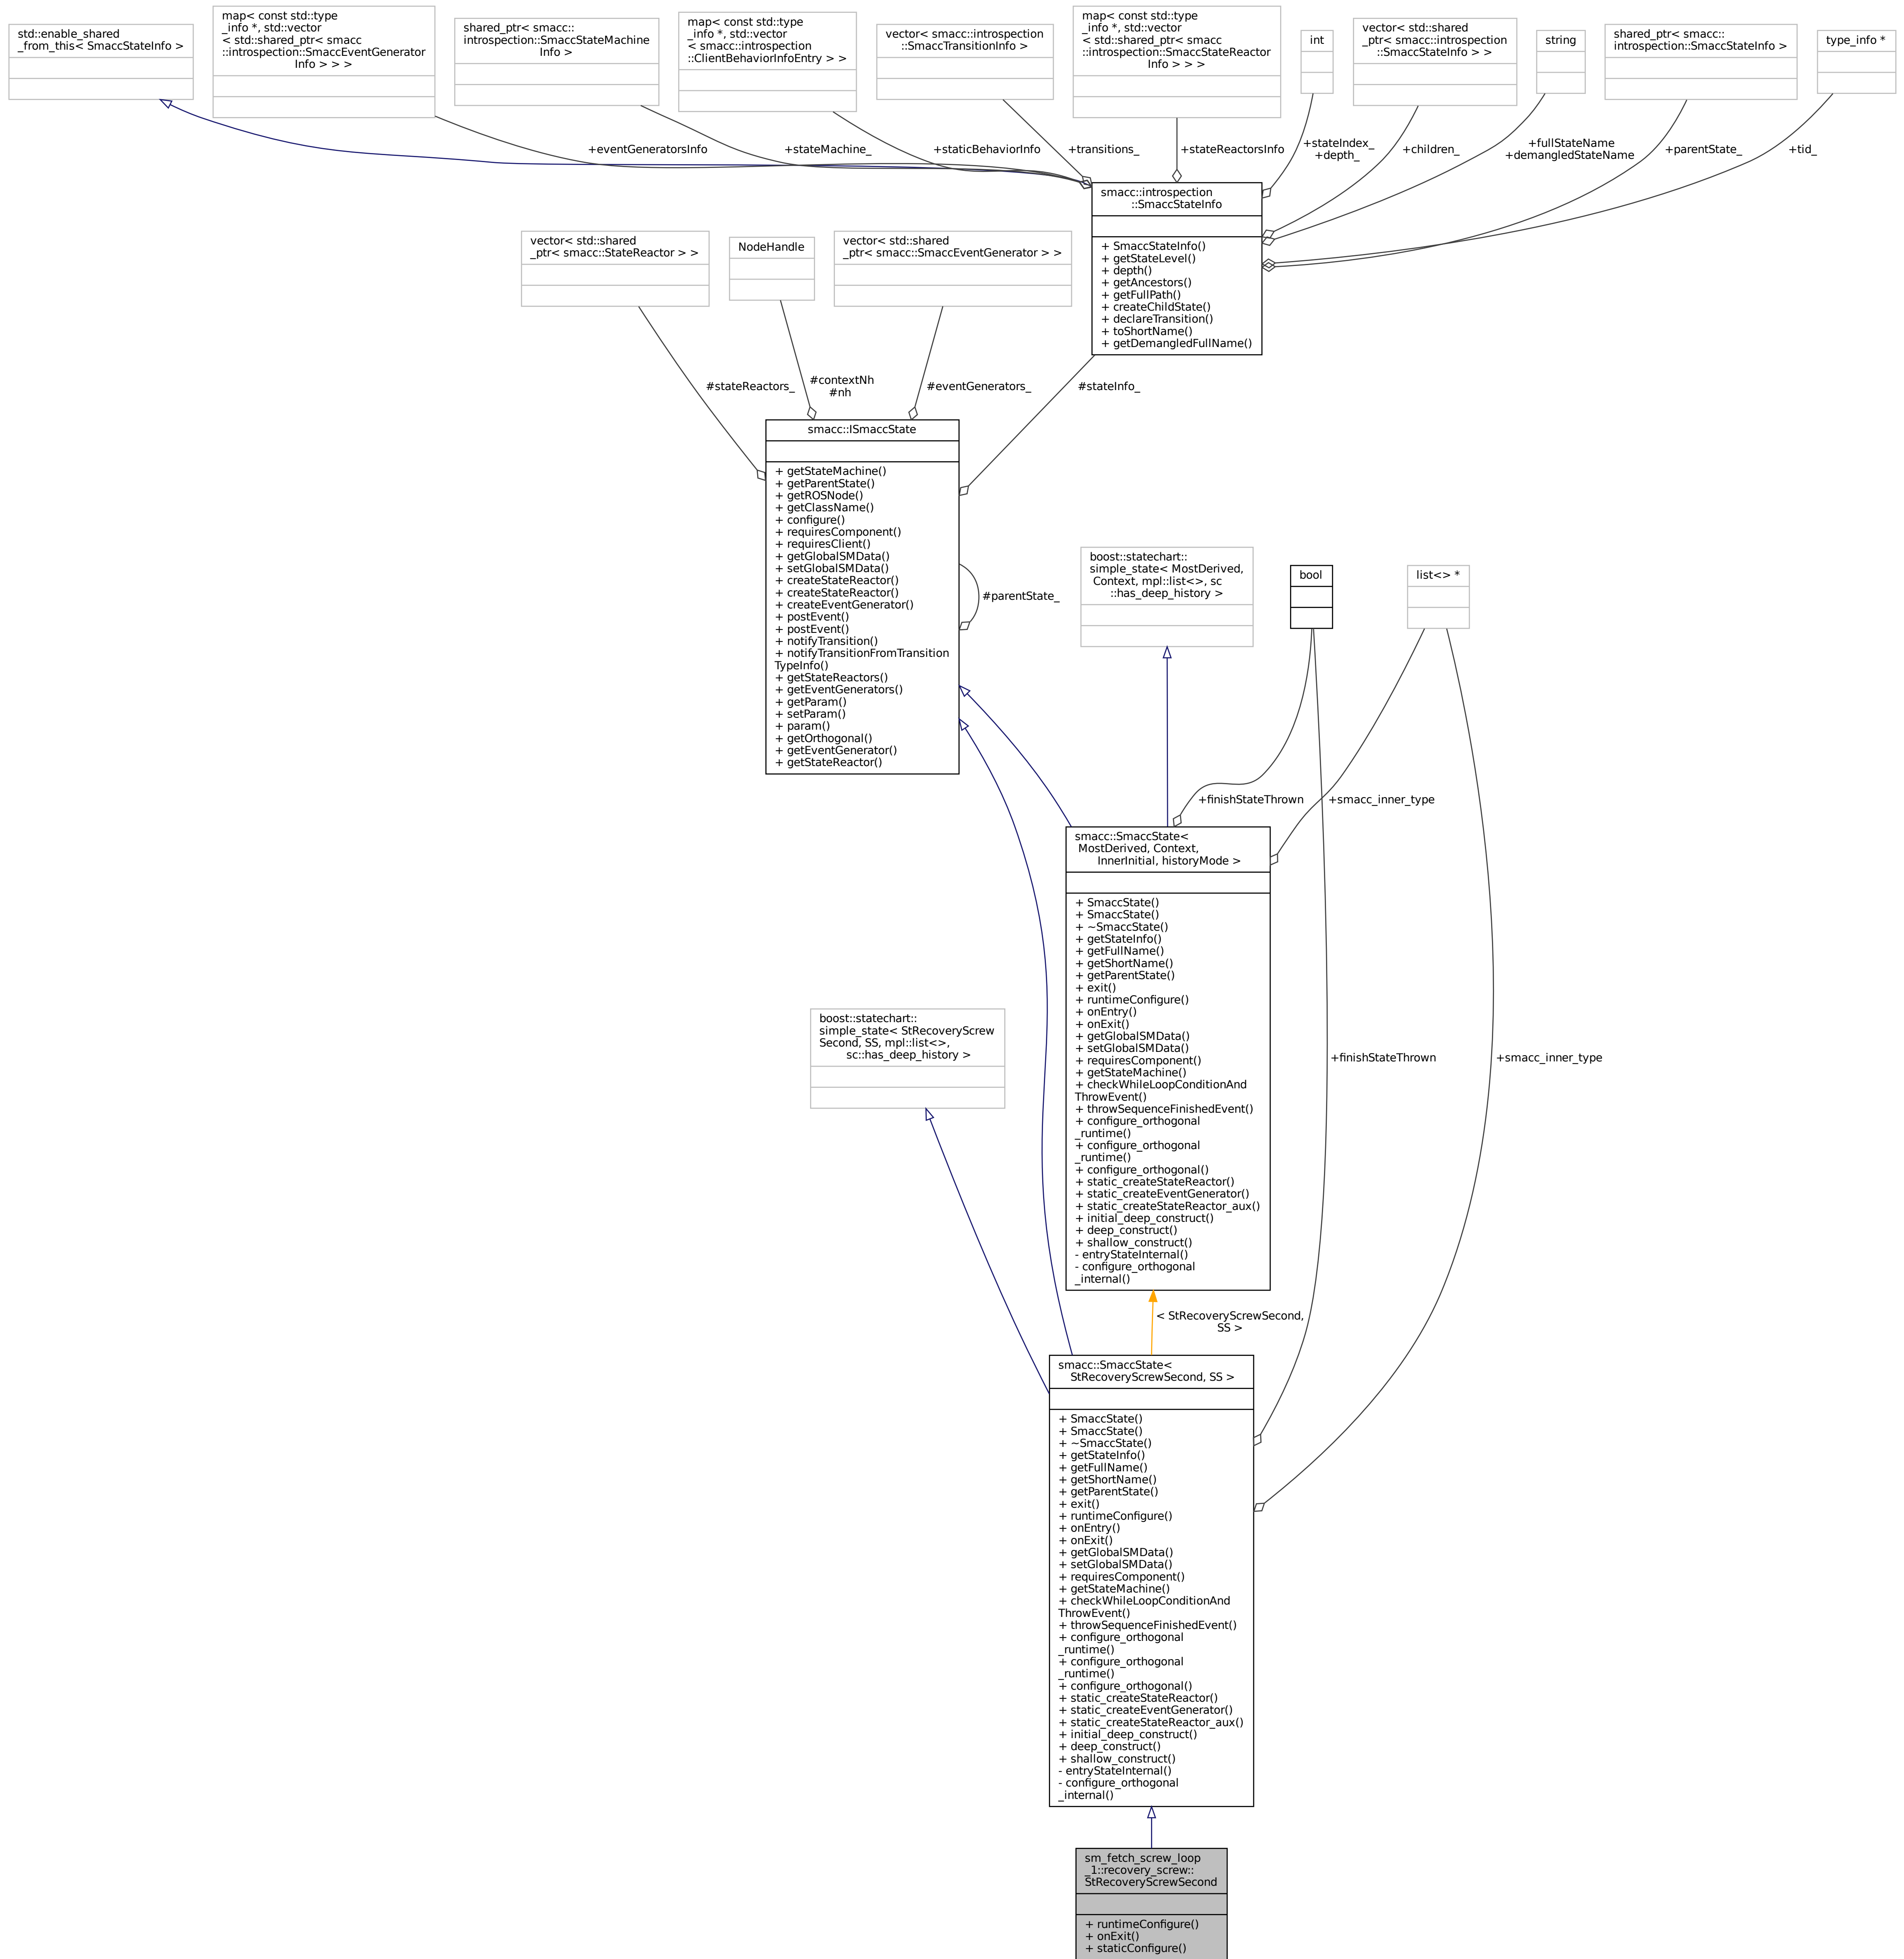 std::enable_shared
_from_this< SmaccStateInfo >
map< const std::type
_info *, std::vector
< std::shared_ptr< smacc
::introspection::SmaccEventGenerator
Info > > >
shared_ptr< smacc::
introspection::SmaccStateMachine
Info >
map< const std::type
_info *, std::vector
< smacc::introspection
::ClientBehaviorInfoEntry > >
vector< smacc::introspection
::SmaccTransitionInfo >
map< const std::type
_info *, std::vector
< std::shared_ptr< smacc
::introspection::SmaccStateReactor
Info > > >
int
vector< std::shared
_ptr< smacc::introspection
::SmaccStateInfo > >
string
shared_ptr< smacc::
introspection::SmaccStateInfo >
type_info *
+eventGeneratorsInfo
+stateMachine_
+staticBehaviorInfo
+transitions_
+stateReactorsInfo
+stateIndex_
+depth_
+children_
+fullStateName
+demangledStateName
+parentState_
+tid_
smacc::introspection
::SmaccStateInfo
+ SmaccStateInfo()
+ getStateLevel()
+ depth()
+ getAncestors()
+ getFullPath()
+ createChildState()
+ declareTransition()
+ toShortName()
+ getDemangledFullName()
vector< std::shared
_ptr< smacc::StateReactor > >
NodeHandle
vector< std::shared
_ptr< smacc::SmaccEventGenerator > >
#stateReactors_
#contextNh
#nh
#eventGenerators_
#stateInfo_
smacc::ISmaccState
+ getStateMachine()
+ getParentState()
+ getROSNode()
+ getClassName()
+ configure()
+ requiresComponent()
+ requiresClient()
+ getGlobalSMData()
+ setGlobalSMData()
+ createStateReactor()
+ createStateReactor()
+ createEventGenerator()
+ postEvent()
+ postEvent()
+ notifyTransition()
+ notifyTransitionFromTransition
TypeInfo()
+ getStateReactors()
+ getEventGenerators()
+ getParam()
+ setParam()
+ param()
+ getOrthogonal()
+ getEventGenerator()
+ getStateReactor()
#parentState_
boost::statechart::
simple_state< MostDerived,
Context, mpl::list<>, sc
::has_deep_history >
bool
list<> *
+finishStateThrown
+smacc_inner_type
smacc::SmaccState<
MostDerived, Context,
InnerInitial, historyMode >
+ SmaccState()
+ SmaccState()
+ ~SmaccState()
+ getStateInfo()
+ getFullName()
+ getShortName()
+ getParentState()
+ exit()
+ runtimeConfigure()
+ onEntry()
+ onExit()
+ getGlobalSMData()
+ setGlobalSMData()
+ requiresComponent()
+ getStateMachine()
+ checkWhileLoopConditionAnd
ThrowEvent()
+ throwSequenceFinishedEvent()
+ configure_orthogonal
_runtime()
+ configure_orthogonal
_runtime()
+ configure_orthogonal()
+ static_createStateReactor()
+ static_createEventGenerator()
+ static_createStateReactor_aux()
+ initial_deep_construct()
+ deep_construct()
+ shallow_construct()
- entryStateInternal()
- configure_orthogonal
_internal()
boost::statechart::
simple_state< StRecoveryScrew
Second, SS, mpl::list<>,
sc::has_deep_history >
+finishStateThrown
+smacc_inner_type
< StRecoveryScrewSecond,
SS >
smacc::SmaccState<
StRecoveryScrewSecond, SS >
+ SmaccState()
+ SmaccState()
+ ~SmaccState()
+ getStateInfo()
+ getFullName()
+ getShortName()
+ getParentState()
+ exit()
+ runtimeConfigure()
+ onEntry()
+ onExit()
+ getGlobalSMData()
+ setGlobalSMData()
+ requiresComponent()
+ getStateMachine()
+ checkWhileLoopConditionAnd
ThrowEvent()
+ throwSequenceFinishedEvent()
+ configure_orthogonal
_runtime()
+ configure_orthogonal
_runtime()
+ configure_orthogonal()
+ static_createStateReactor()
+ static_createEventGenerator()
+ static_createStateReactor_aux()
+ initial_deep_construct()
+ deep_construct()
+ shallow_construct()
- entryStateInternal()
- configure_orthogonal
_internal()
sm_fetch_screw_loop
_1::recovery_screw::
StRecoveryScrewSecond
+ runtimeConfigure()
+ onExit()
+ staticConfigure()